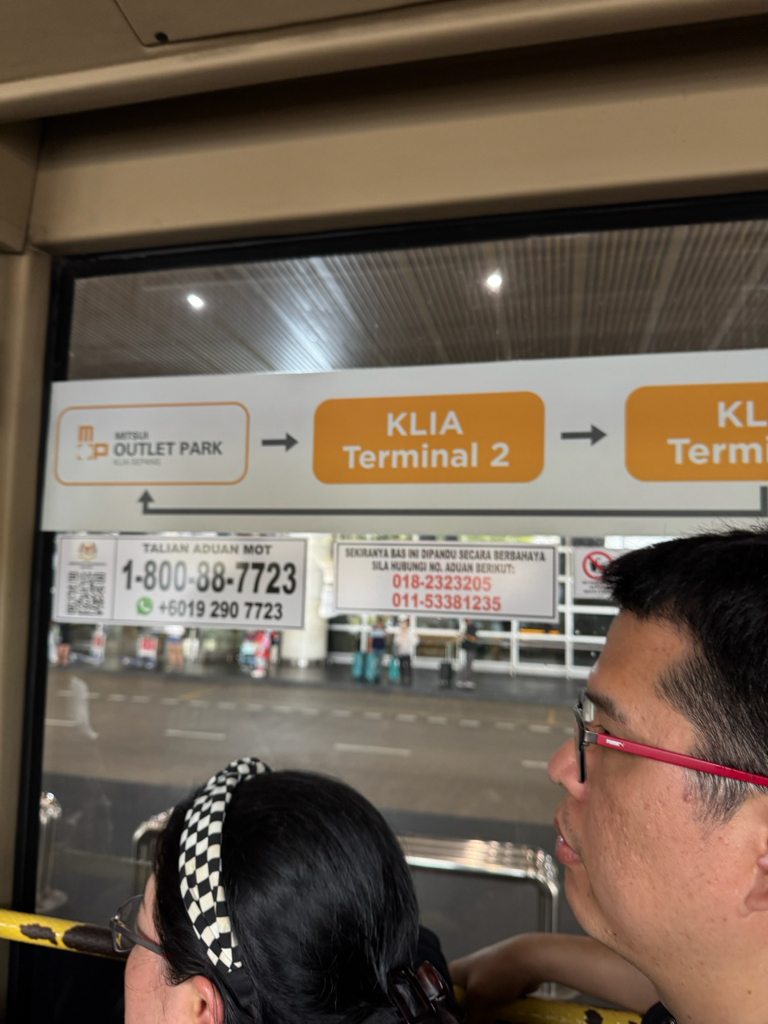 MITSUI
OUTLET PARK
KLIA SEPANG
KLIA
Terminal 2
KL
Termi
TALIAN ADUAN MOT
1-800-88-7723
+6019 290 7723
SEKIRANYA BAS INI DIPANDU SECARA BERBAHAYA
SILA HUBUNGI NO. ADUAN BERIKUT:
018-2323205
011-53381235